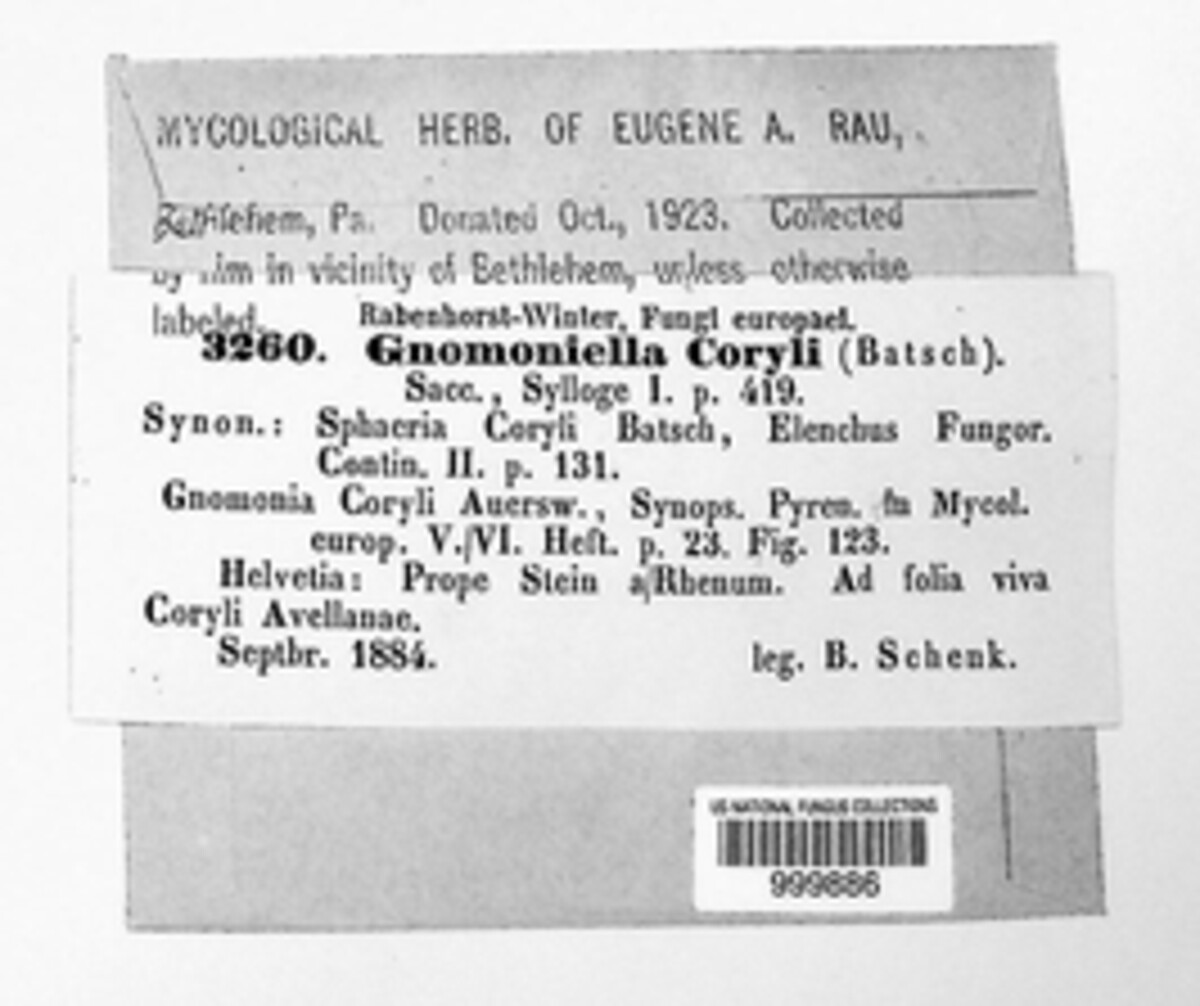 MYCOLOGICAL HERB. OF EUGENE A. RAU,
Bethlehem, Pa. Donated Oct., 1923. Collected
by him in vicinity of Bethlehem, unless otherwise
labeled.
Rabenhorst-Winter, Fungi europaei.
3260. Gnomoniella Coryli (Batsch).
Sacc., Sylloge I. p. 419.
Synon.: Sphaeria Coryli Batsch, Elenchus Fungor.
Contin. II. p. 131.
Gnomonia Coryli Auersw., Synops. Pyren. in Mycol.
europ. V./VI. Heft. p. 23. Fig. 123.
Helvetia: Prope Stein a/Rhenum. Ad folia viva
Coryli Avellanae.
Septbr. 1884. leg. B. Schenk.
US NATIONAL FUNGUS COLLECTIONS
999886